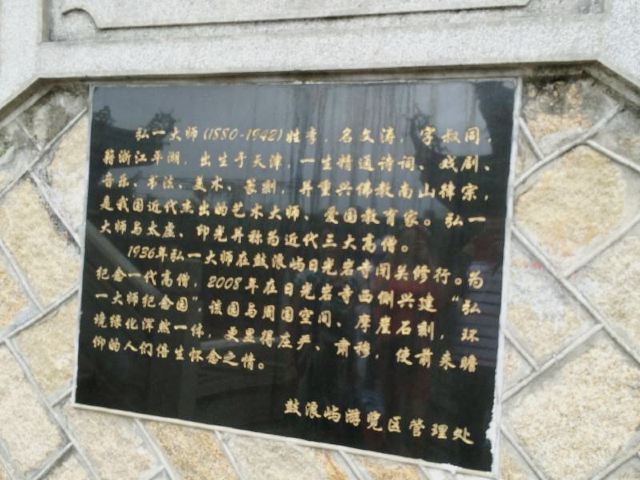 弘一大师(1880-1942)姓李，名文涛，字叔同，
籍浙江平湖，出生于天津，一生精通诗词、戏剧、
音乐、书法、美术、篆刻，并重兴佛教南山律宗，
是我国近代杰出的艺术大师、爱国教育家。弘一
大师与太虚、印光并称为近代三大高僧。
1936年弘一大师在鼓浪屿日光岩寺闭关修行。为
纪念一代高僧，2008年在日光岩寺西侧兴建“弘
一大师纪念园”，该园与周围空间、摩崖石刻，环
境绿化浑然一体，更显得庄严、肃穆，使前来瞻
仰的人们倍生怀念之情。
鼓浪屿游览区管理处